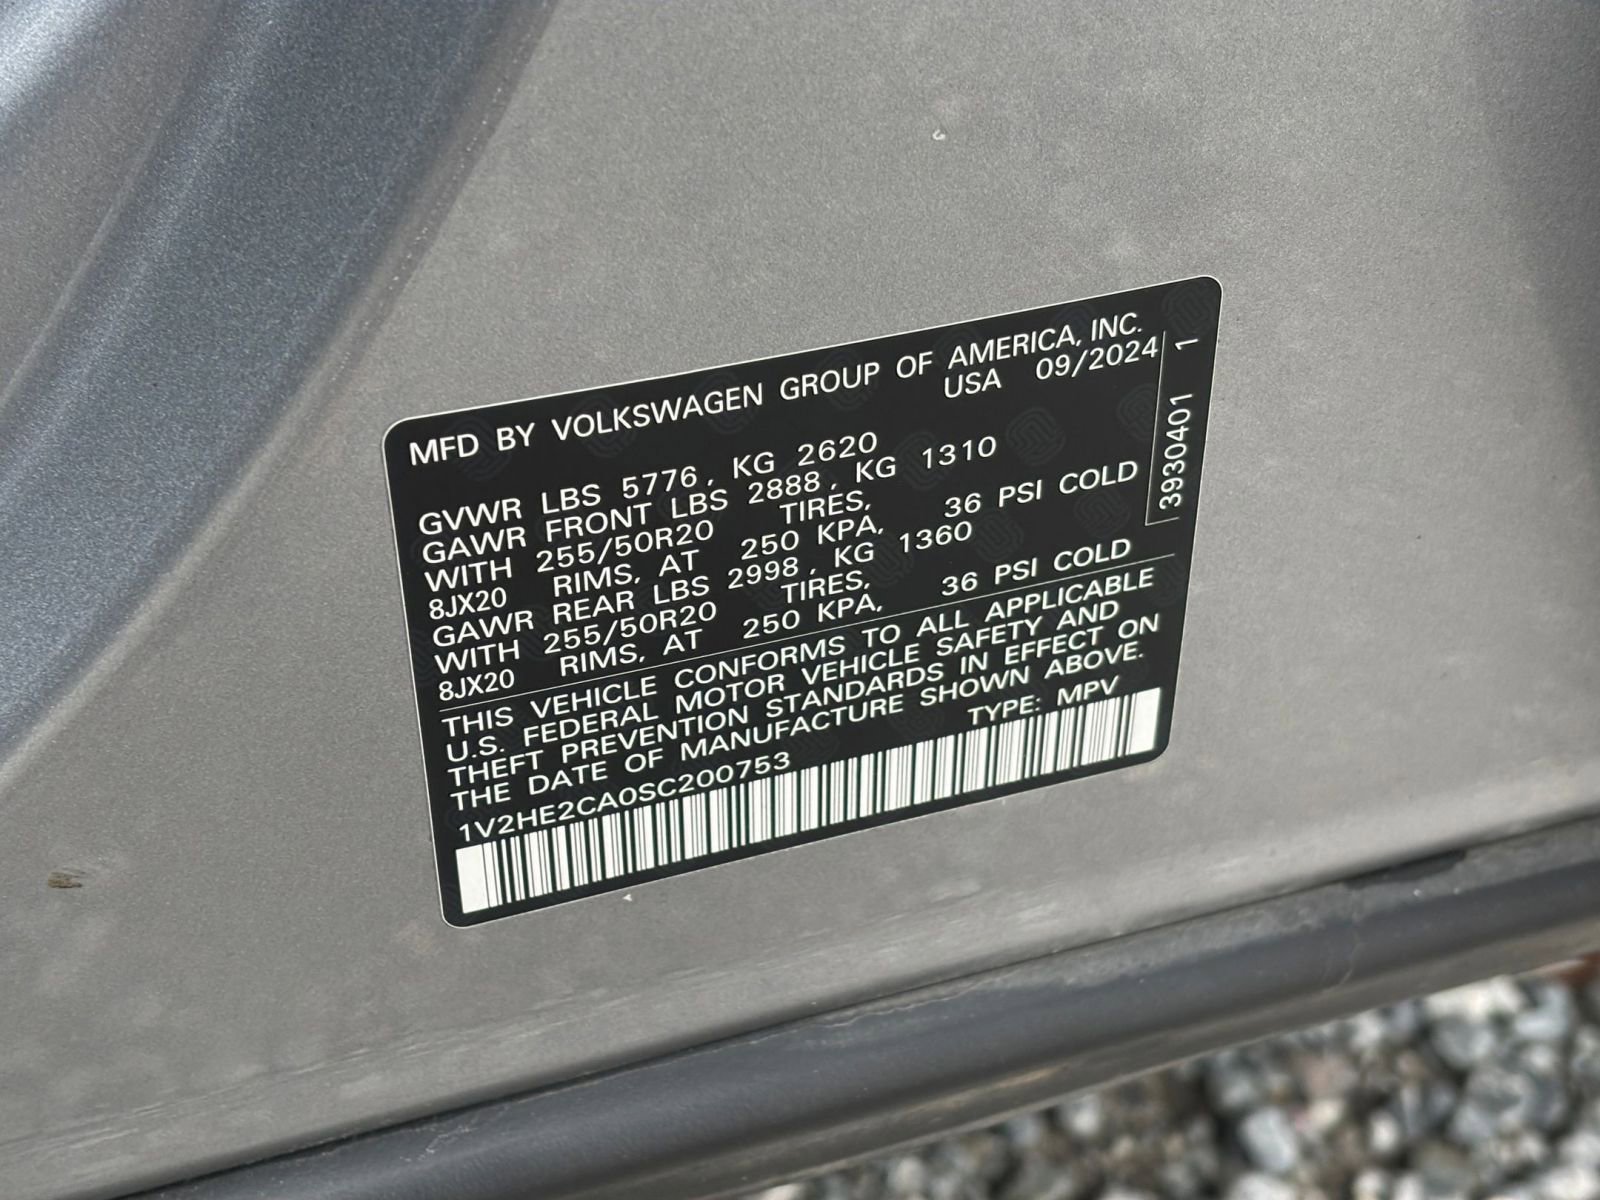 MFD BY VOLKSWAGEN GROUP OF AMERICA, INC.
USA 09/2024
GVWR LBS 5776, KG 2620
GAWR FRONT LBS 2888, KG 1310
WITH 255/50R20 TIRES,
8JX20 RIMS, AT 250 KPA, 36 PSI COLD
GAWR REAR LBS 2998, KG 1360
WITH 255/50R20 TIRES,
8JX20 RIMS, AT 250 KPA, 36 PSI COLD
3930401 1
THIS VEHICLE CONFORMS TO ALL APPLICABLE
U.S. FEDERAL MOTOR VEHICLE SAFETY AND
THEFT PREVENTION STANDARDS IN EFFECT ON
THE DATE OF MANUFACTURE SHOWN ABOVE.
1V2HE2CA0SC200753 TYPE: MPV